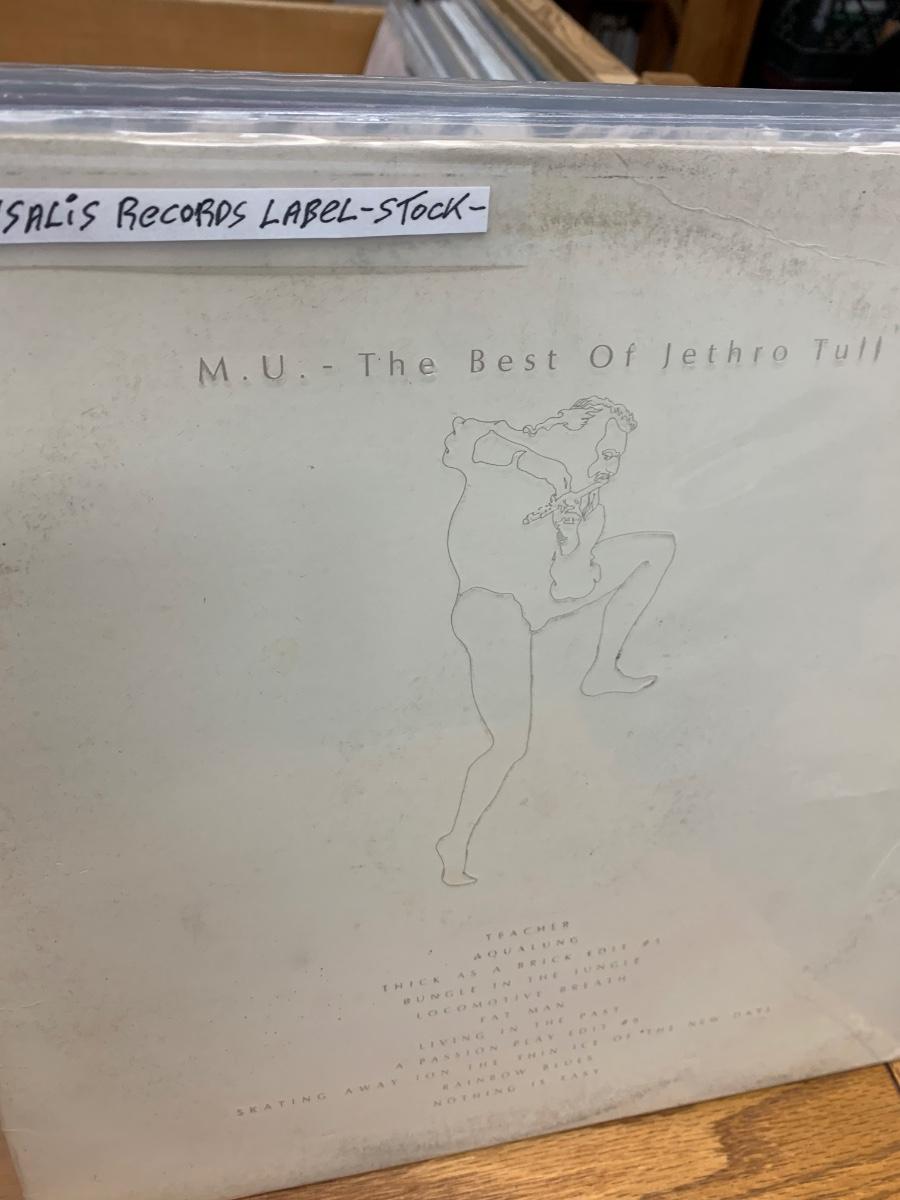 SALiS RECORDS LABEL-STOCK-
M.U. - The Best Of Jethro Tull
TEACHER
AQUALUNG
THICK AS A BRICK EDIT #1
BUNGLE IN THE JUNGLE
LOCOMOTIVE BREATH
FAT MAN
LIVING IN THE PAST
A PASSION PLAY EDIT #8
SKATING AWAY (ON THE THIN ICE OF THE NEW DAY)
RAINBOW BLUES
NOTHING IS EASY